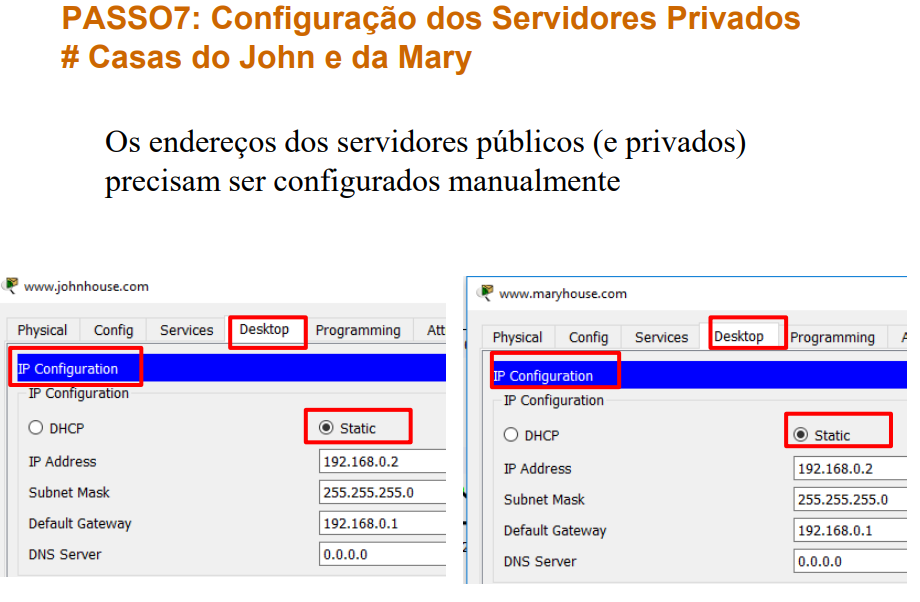 PASSO7: Configuração dos Servidores Privados
# Casas do John e da Mary
Os endereços dos servidores públicos (e privados)
precisam ser configurados manualmente
www.johnhouse.com
Physical Config Services Desktop Programming Att
IP Configuration
IP Configuration
DHCP Static
IP Address 192.168.0.2
Subnet Mask 255.255.255.0
Default Gateway 192.168.0.1
DNS Server 0.0.0.0
www.maryhouse.com
Physical Config Services Desktop Programming A
IP Configuration
IP Configuration
DHCP Static
IP Address 192.168.0.2
Subnet Mask 255.255.255.0
Default Gateway 192.168.0.1
DNS Server 0.0.0.0